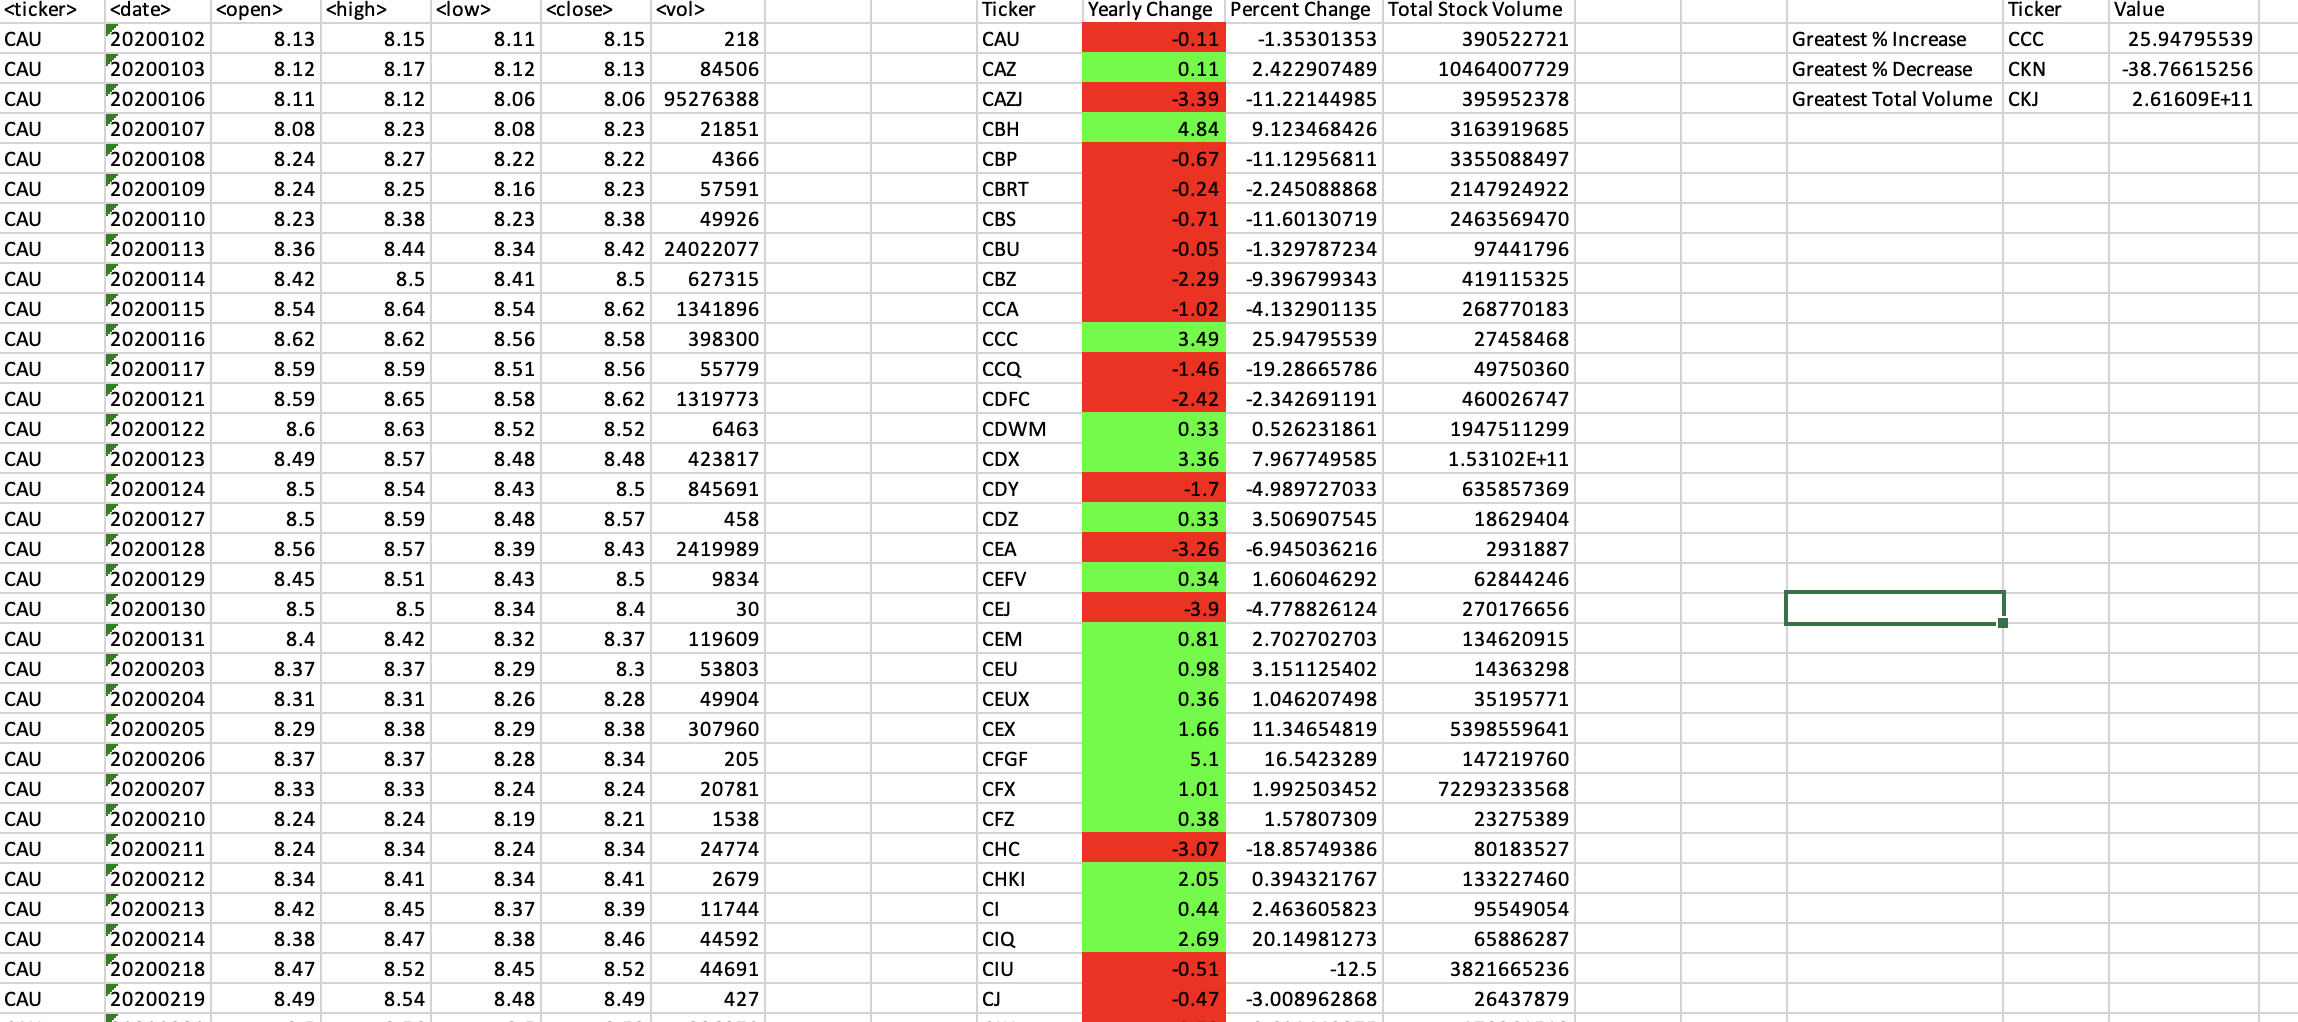 <ticker> <date> <open> <high> <low> <close> <vol> Ticker Yearly Change Percent Change Total Stock Volume Ticker Value
CAU 20200102 8.13 8.15 8.11 8.15 218 CAU -0.11 -1.35301353 390522721 Greatest % Increase CCC 25.94795539
CAU 20200103 8.12 8.17 8.12 8.13 84506 CAZ 0.11 2.422907489 10464007729 Greatest % Decrease CKN -38.76615256
CAU 20200106 8.11 8.12 8.06 8.06 95276388 CAZJ -3.39 -11.22144985 395952378 Greatest Total Volume CKJ 2.61609E+11
CAU 20200107 8.08 8.23 8.08 8.23 21851 CBH 4.84 9.123468426 3163919685
CAU 20200108 8.24 8.27 8.22 8.22 4366 CBP -0.67 -11.12956811 3355088497
CAU 20200109 8.24 8.25 8.16 8.23 57591 CBRT -0.24 -2.245088868 2147924922
CAU 20200110 8.23 8.38 8.23 8.38 49926 CBS -0.71 -11.60130719 2463569470
CAU 20200113 8.36 8.44 8.34 8.42 24022077 CBU -0.05 -1.329787234 97441796
CAU 20200114 8.42 8.5 8.41 8.5 627315 CBZ -2.29 -9.396799343 419115325
CAU 20200115 8.54 8.64 8.54 8.62 1341896 CCA -1.02 -4.132901135 268770183
CAU 20200116 8.62 8.62 8.56 8.58 398300 CCC 3.49 25.94795539 27458468
CAU 20200117 8.59 8.59 8.51 8.56 55779 CCQ -1.46 -19.28665786 49750360
CAU 20200121 8.59 8.65 8.58 8.62 1319773 CDFC -2.42 -2.342691191 460026747
CAU 20200122 8.6 8.63 8.52 8.52 6463 CDWM 0.33 0.526231861 1947511299
CAU 20200123 8.49 8.57 8.48 8.48 423817 CDX 3.36 7.967749585 1.53102E+11
CAU 20200124 8.5 8.54 8.43 8.5 845691 CDY -1.7 -4.989727033 635857369
CAU 20200127 8.5 8.59 8.48 8.57 458 CDZ 0.33 3.506907545 18629404
CAU 20200128 8.56 8.57 8.39 8.43 2419989 CEA -3.26 -6.945036216 2931887
CAU 20200129 8.45 8.51 8.43 8.5 9834 CEFV 0.34 1.606046292 62844246
CAU 20200130 8.5 8.5 8.34 8.4 30 CEJ -3.9 -4.778826124 270176656
CAU 20200131 8.4 8.42 8.32 8.37 119609 CEM 0.81 2.702702703 134620915
CAU 20200203 8.37 8.37 8.29 8.3 53803 CEU 0.98 3.151125402 14363298
CAU 20200204 8.31 8.31 8.26 8.28 49904 CEUX 0.36 1.046207498 35195771
CAU 20200205 8.29 8.38 8.29 8.38 307960 CEX 1.66 11.34654819 5398559641
CAU 20200206 8.37 8.37 8.28 8.34 205 CFGF 5.1 16.5423289 147219760
CAU 20200207 8.33 8.33 8.24 8.24 20781 CFX 1.01 1.992503452 72293233568
CAU 20200210 8.24 8.24 8.19 8.21 1538 CFZ 0.38 1.57807309 23275389
CAU 20200211 8.24 8.34 8.24 8.34 24774 CHC -3.07 -18.85749386 80183527
CAU 20200212 8.34 8.41 8.34 8.41 2679 CHKI 2.05 0.394321767 133227460
CAU 20200213 8.42 8.45 8.37 8.39 11744 CI 0.44 2.463605823 95549054
CAU 20200214 8.38 8.47 8.38 8.46 44592 CIQ 2.69 20.14981273 65886287
CAU 20200218 8.47 8.52 8.45 8.52 44691 CIU -0.51 -12.5 3821665236
CAU 20200219 8.49 8.54 8.48 8.49 427 CJ -0.47 -3.008962868 26437879